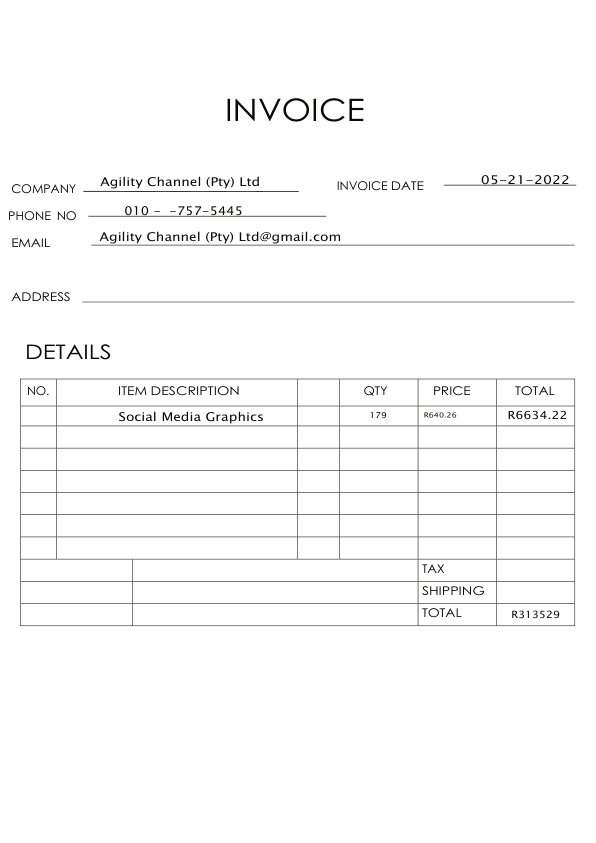 INVOICE
COMPANY Agility Channel (Pty) Ltd INVOICE DATE 05-21-2022
PHONE NO 010 - -757-5445
EMAIL Agility Channel (Pty) Ltd@gmail.com
ADDRESS
DETAILS
NO. ITEM DESCRIPTION QTY PRICE TOTAL
Social Media Graphics 179 R640.26 R6634.22
TAX
SHIPPING
TOTAL R313529